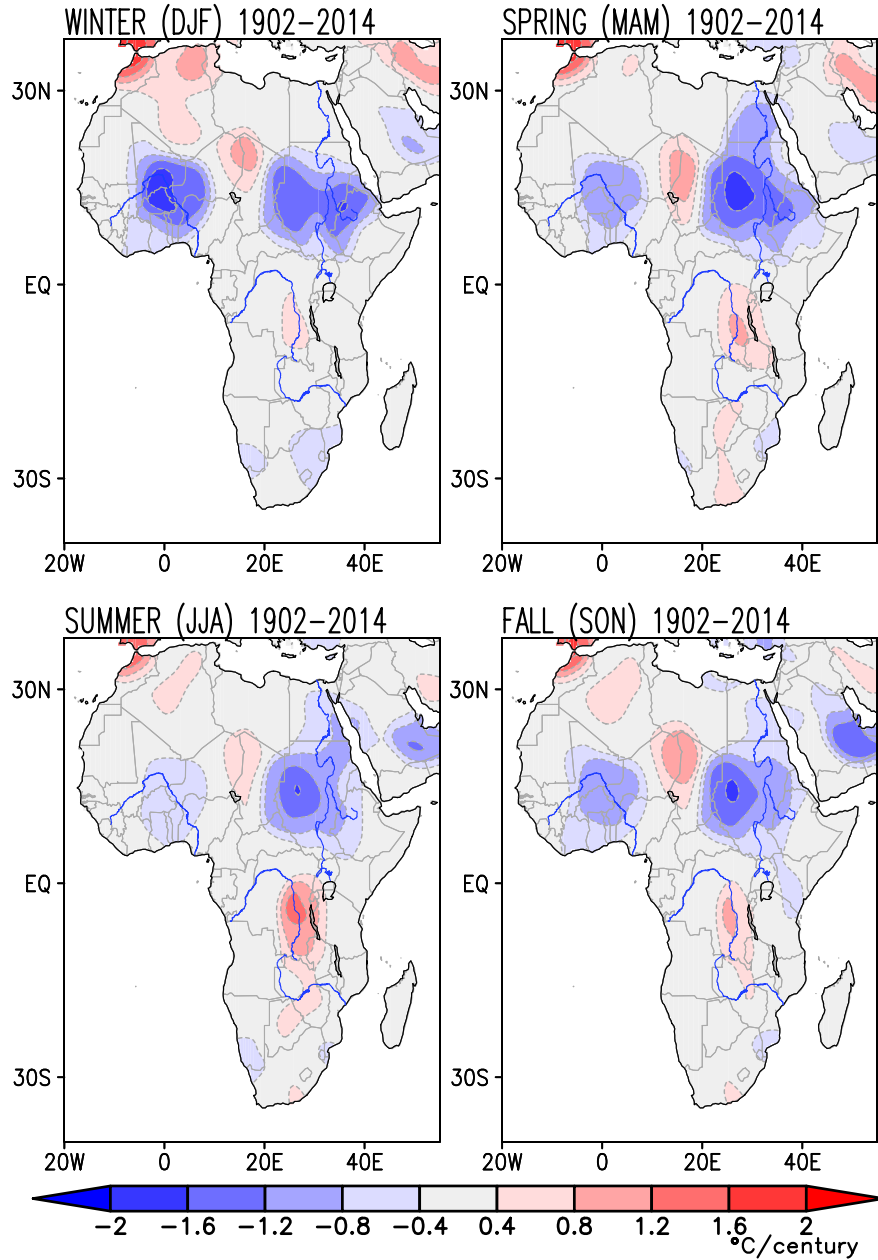 WINTER (DJF) 1902-2014
SPRING (MAM) 1902-2014
30N
EQ
30S
20W 0 20E 40E
30N
EQ
30S
20W 0 20E 40E
SUMMER (JJA) 1902-2014
FALL (SON) 1902-2014
30N
EQ
30S
20W 0 20E 40E
30N
EQ
30S
20W 0 20E 40E
-2 -1.6 -1.2 -0.8 -0.4 0.4 0.8 1.2 1.6 2
°C/century